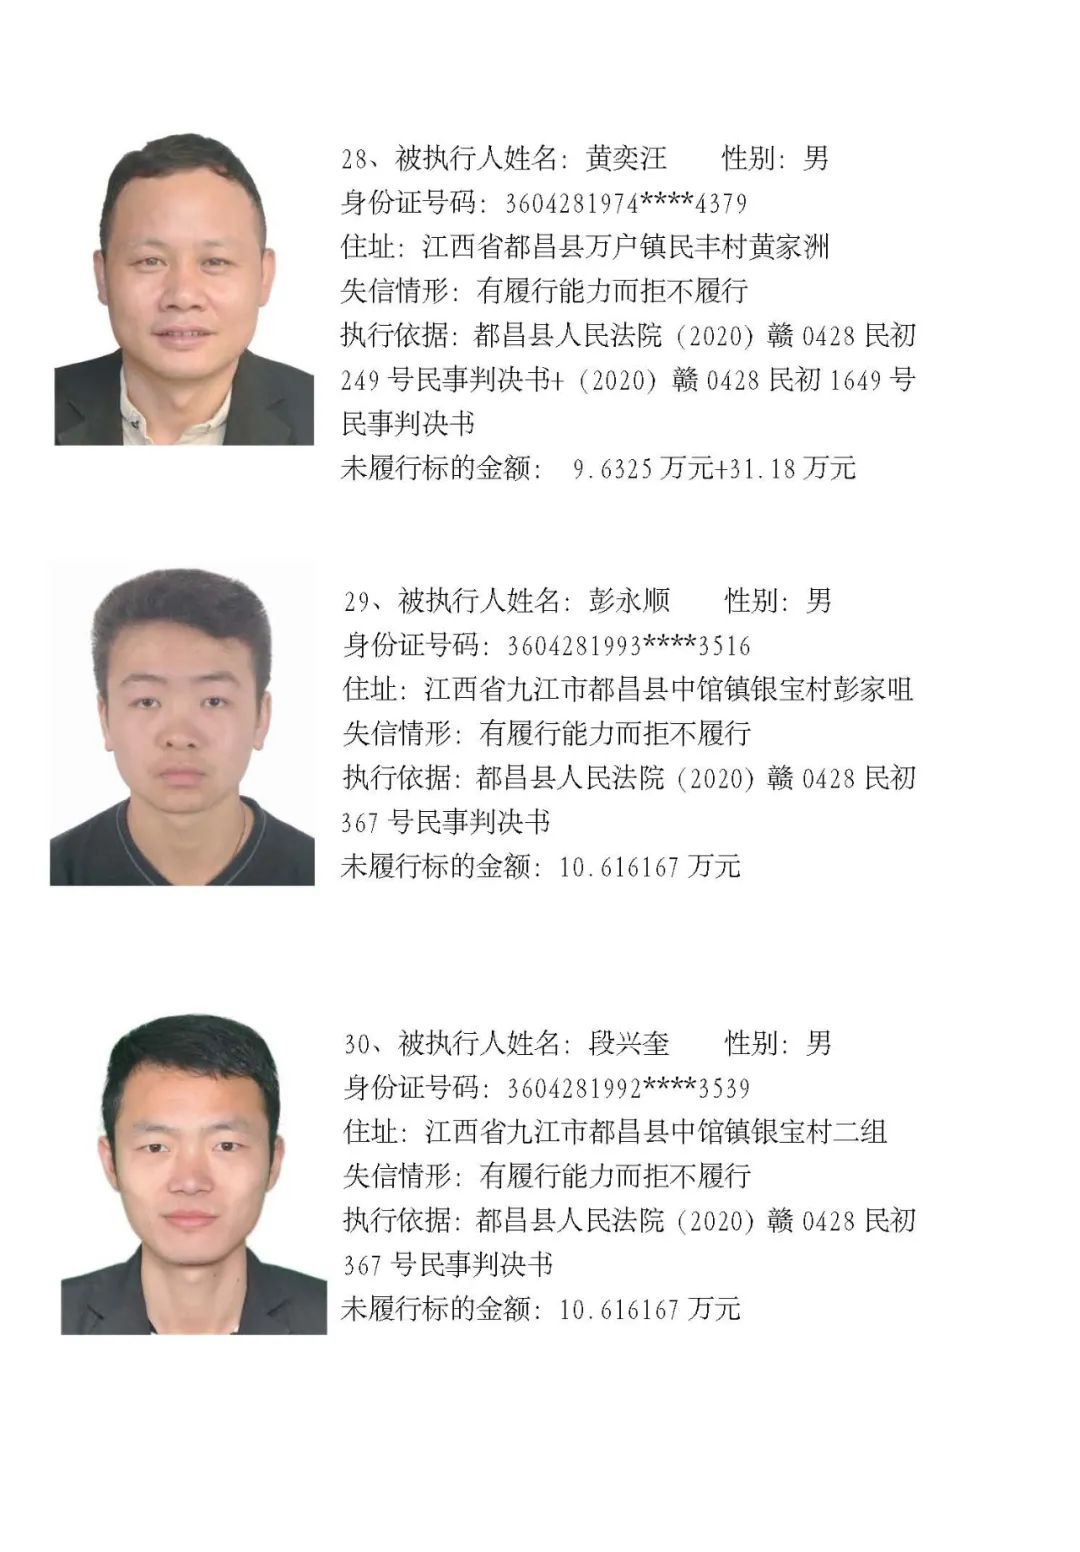 28、被执行人姓名：黄奕汪 性别：男
身份证号码：3604281974****4379
住址：江西省都昌县万户镇民丰村黄家洲
失信情形：有履行能力而拒不履行
执行依据：都昌县人民法院（2020）赣 0428 民初
249 号民事判决书+（2020）赣 0428 民初 1649 号
民事判决书
未履行标的金额： 9.6325 万元+31.18 万元
29、被执行人姓名：彭永顺 性别：男
身份证号码：3604281993****3516
住址：江西省九江市都昌县中馆镇银宝村彭家咀
失信情形：有履行能力而拒不履行
执行依据：都昌县人民法院（2020）赣 0428 民初
367 号民事判决书
未履行标的金额：10.616167 万元
30、被执行人姓名：段兴奎 性别：男
身份证号码：3604281992****3539
住址：江西省九江市都昌县中馆镇银宝村二组
失信情形：有履行能力而拒不履行
执行依据：都昌县人民法院（2020）赣 0428 民初
367 号民事判决书
未履行标的金额：10.616167 万元